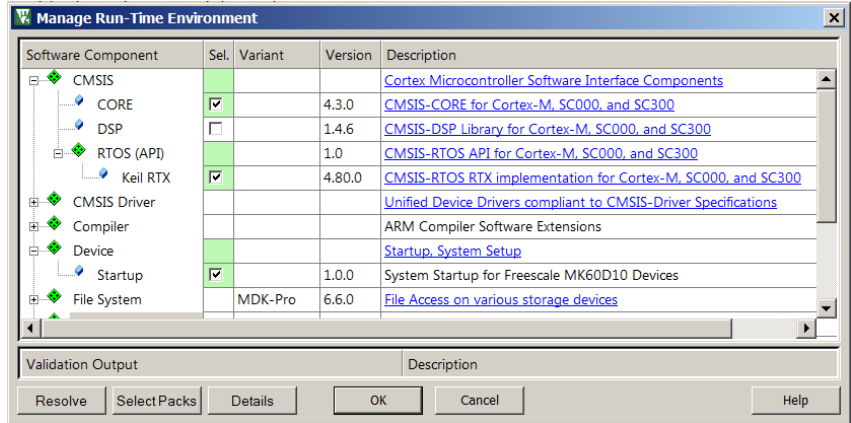 Manage Run-Time Environment
Software Component Sel. Variant Version Description
CMSIS Cortex Microcontroller Software Interface Components
CORE 4.3.0 CMSIS-CORE for Cortex-M, SC000, and SC300
DSP 1.4.6 CMSIS-DSP Library for Cortex-M, SC000, and SC300
RTOS (API) 1.0 CMSIS-RTOS API for Cortex-M, SC000, and SC300
Keil RTX 4.80.0 CMSIS-RTOS RTX implementation for Cortex-M, SC000, and SC300
CMSIS Driver Unified Device Drivers compliant to CMSIS-Driver Specifications
Compiler ARM Compiler Software Extensions
Device Startup, System Setup
Startup 1.0.0 System Startup for Freescale MK60D10 Devices
File System MDK-Pro 6.6.0 File Access on various storage devices
Validation Output Description
Resolve Select Packs Details OK Cancel Help